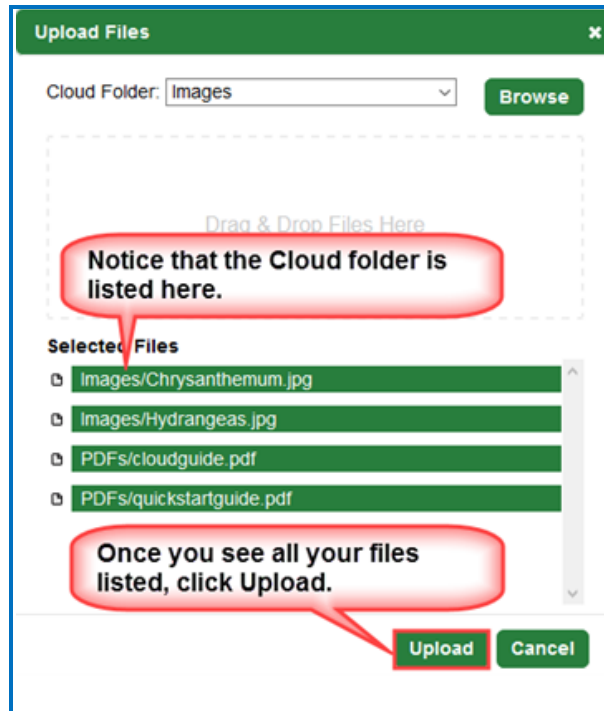 Upload Files
Cloud Folder: Images
Browse
Drag & Drop Files Here
Notice that the Cloud folder is
listed here.
Selected Files
Images/Chrysanthemum.jpg
Images/Hydrangeas.jpg
PDFs/cloudguide.pdf
PDFs/quickstartguide.pdf
Once you see all your files
listed, click Upload.
Upload
Cancel